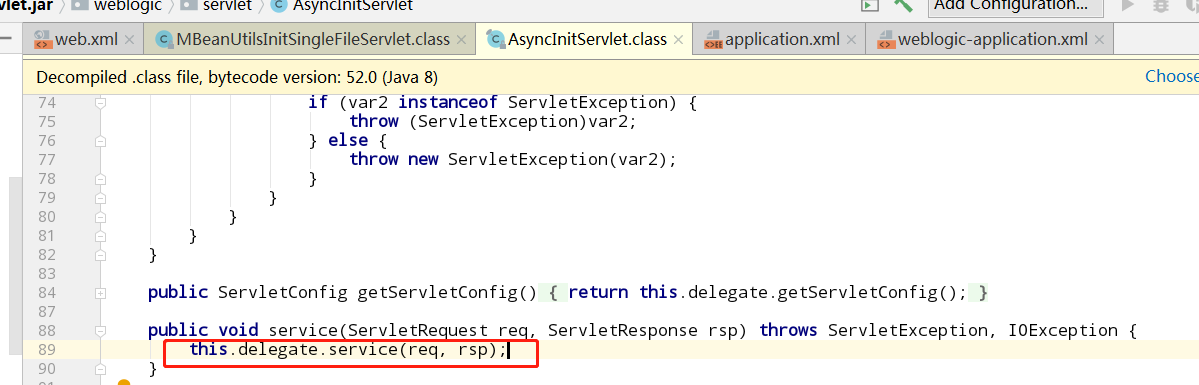 vlet.jar weblogic servlet AsyncInitServlet Add Configuration...
web.xml MBeanUtilsInitSingleFileServlet.class AsyncInitServlet.class application.xml weblogic-application.xml
Decompiled .class file, bytecode version: 52.0 (Java 8) Choose
74 if (var2 instanceof ServletException) {
75 throw (ServletException)var2;
76 } else {
77 throw new ServletException(var2);
78 }
79 }
80 }
81 }
82 }
83
84 public ServletConfig getServletConfig() { return this.delegate.getServletConfig(); }
87
88 public void service(ServletRequest req, ServletResponse rsp) throws ServletException, IOException {
89 this.delegate.service(req, rsp);
90 }